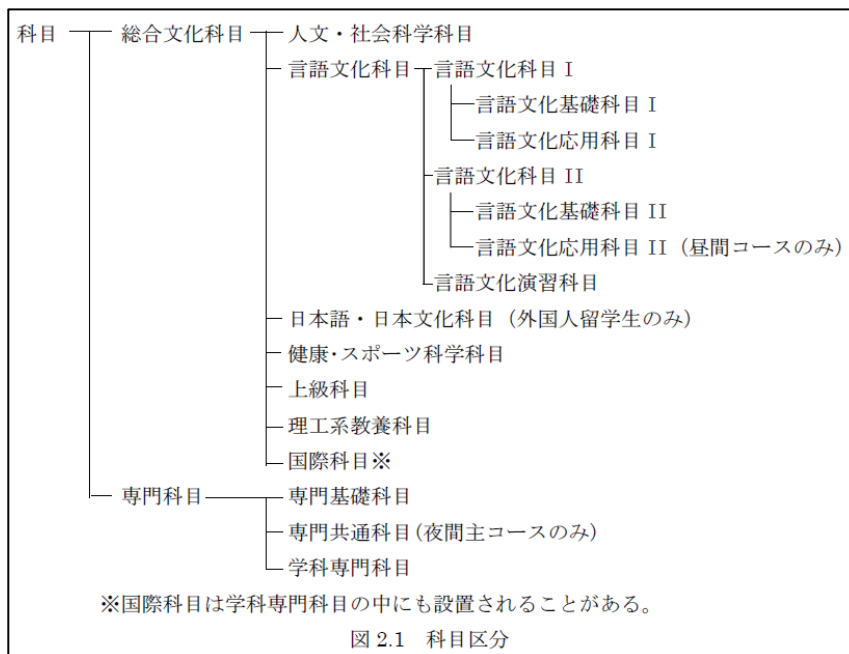 科目 総合文化科目 人文・社会科学科目
言語文化科目 言語文化科目 I
言語文化基礎科目 I
言語文化応用科目 I
言語文化科目 II
言語文化基礎科目 II
言語文化応用科目 II (昼間コースのみ)
言語文化演習科目
日本語・日本文化科目 (外国人留学生のみ)
健康・スポーツ科学科目
上級科目
理工系教養科目
国際科目※
専門科目 専門基礎科目
専門共通科目(夜間主コースのみ)
学科専門科目
※国際科目は学科専門科目の中にも設置されることがある。
図 2.1 科目区分